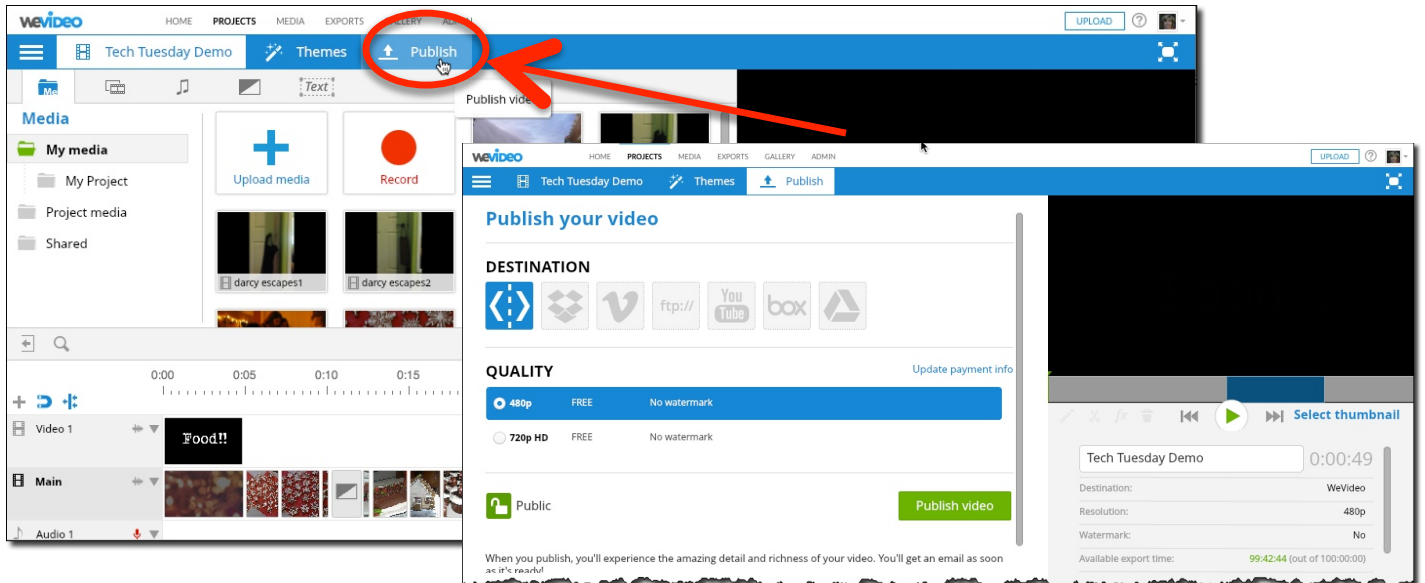 WeVIDEO HOME PROJECTS MEDIA EXPORTS GALLERY ADMIN UPLOAD ?
Tech Tuesday Demo Themes Publish
Me Text
Publish video
Media
My media
My Project
Project media
Shared
Upload media Record
darcy escapes1 darcy escapes2
0:00 0:05 0:10 0:15
Video 1 Food!!
Main
Audio 1
WeVIDEO HOME PROJECTS MEDIA EXPORTS GALLERY ADMIN UPLOAD ?
Tech Tuesday Demo Themes Publish
Publish your video
DESTINATION
ftp:// You Tube box
QUALITY Update payment info
480p FREE No watermark
720p HD FREE No watermark
Public Publish video
When you publish, you'll experience the amazing detail and richness of your video. You'll get an email as soon
as it's ready!
fx Select thumbnail
Tech Tuesday Demo 0:00:49
Destination: WeVideo
Resolution: 480p
Watermark: No
Available export time: 99:42:44 (out of 100:00:00)